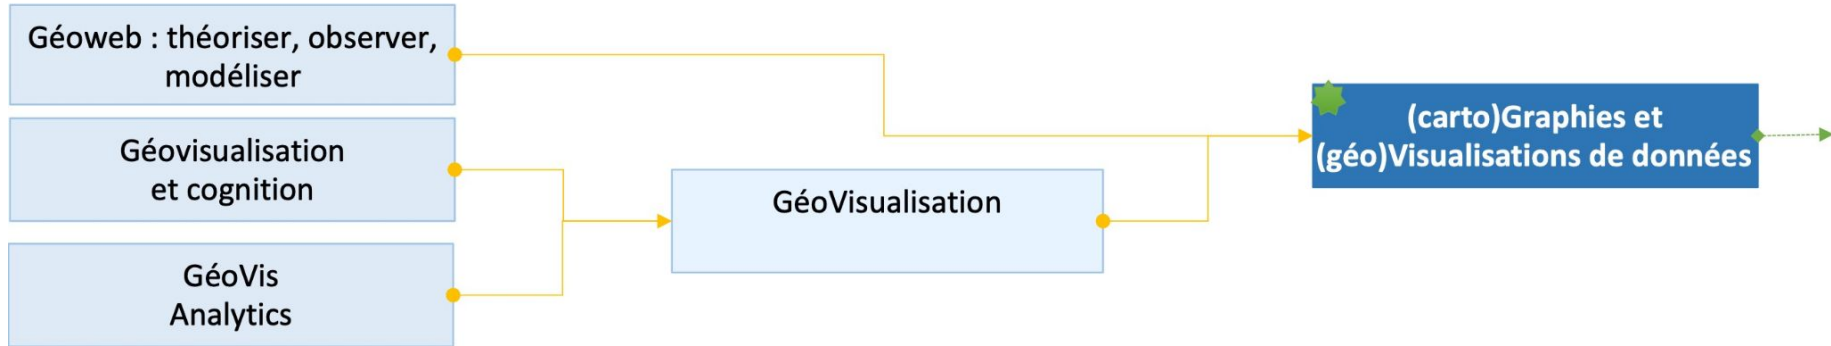 Géoweb : théoriser, observer,
modéliser
Géovisualisation
et cognition
GéoVis
Analytics
GéoVisualisation
(carto)Graphies et
(géo)Visualisations de données